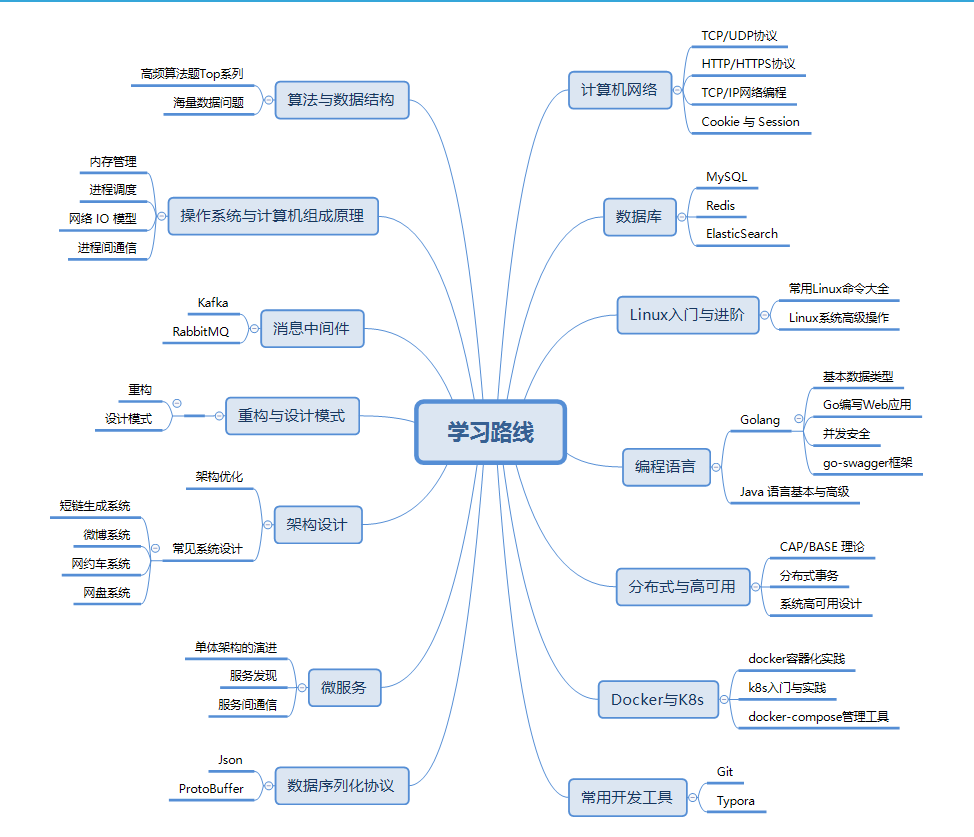 学习路线
计算机网络
TCP/UDP协议
HTTP/HTTPS协议
TCP/IP网络编程
Cookie 与 Session
数据库
MySQL
Redis
ElasticSearch
Linux入门与进阶
常用Linux命令大全
Linux系统高级操作
编程语言
Golang
基本数据类型
Go编写Web应用
并发安全
go-swagger框架
Java 语言基本与高级
分布式与高可用
CAP/BASE 理论
分布式事务
系统高可用设计
Docker与K8s
docker容器化实践
k8s入门与实践
docker-compose管理工具
常用开发工具
Git
Typora
算法与数据结构
高频算法题Top系列
海量数据问题
操作系统与计算机组成原理
内存管理
进程调度
网络 IO 模型
进程间通信
消息中间件
Kafka
RabbitMQ
重构与设计模式
重构
设计模式
架构设计
架构优化
常见系统设计
短链生成系统
微博系统
网约车系统
网盘系统
微服务
单体架构的演进
服务发现
服务间通信
数据序列化协议
Json
ProtoBuffer